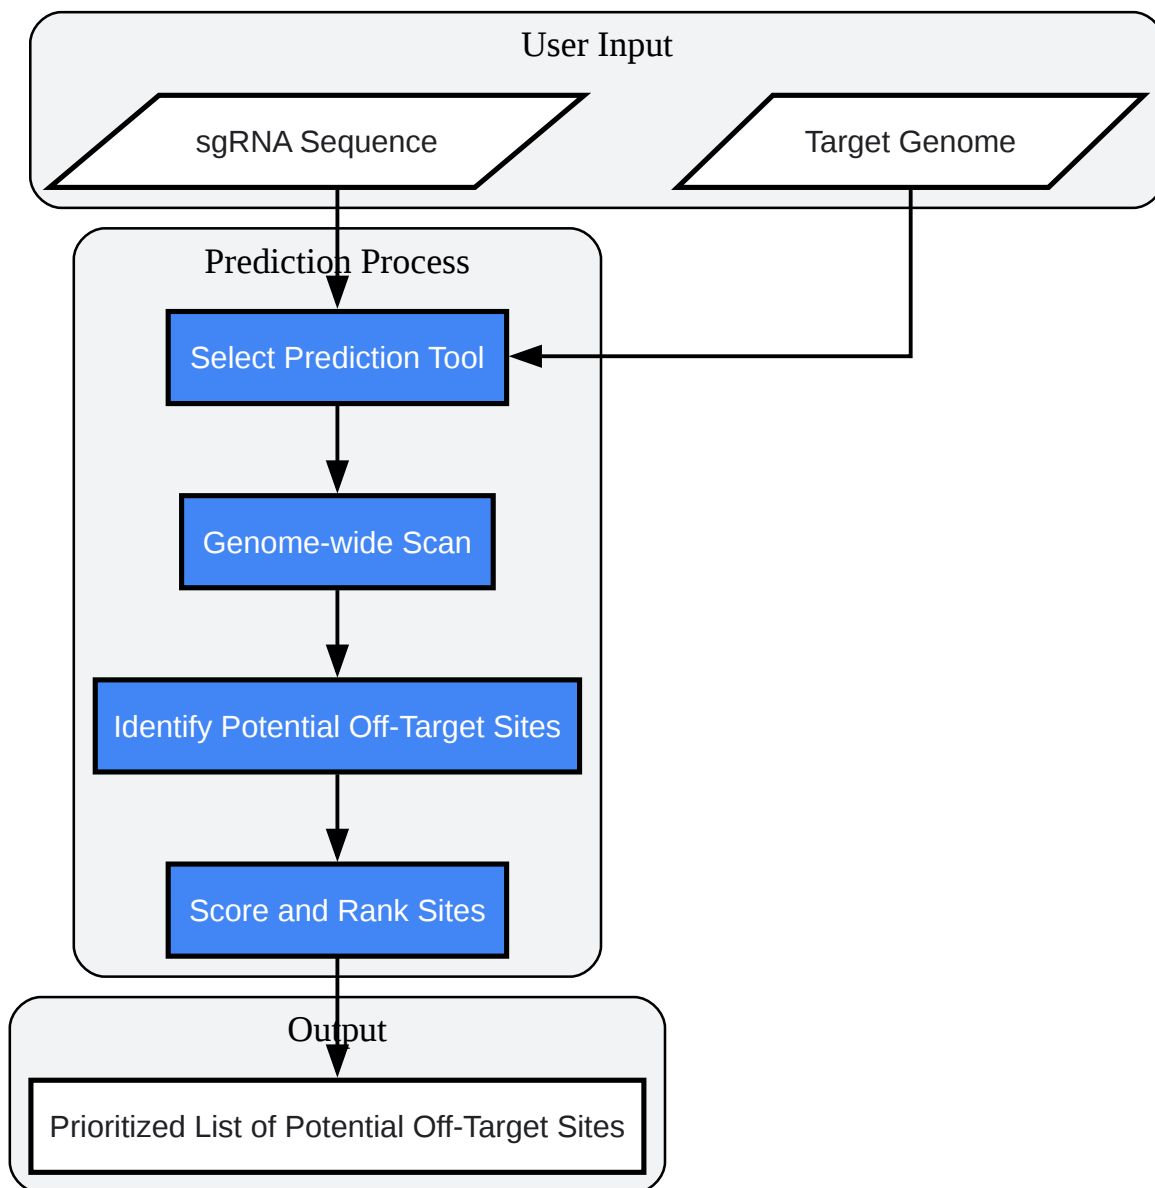 User Input
sgRNA Sequence
Target Genome
Prediction Process
Select Prediction Tool
Genome-wide Scan
Identify Potential Off-Target Sites
Score and Rank Sites
Output
Prioritized List of Potential Off-Target Sites